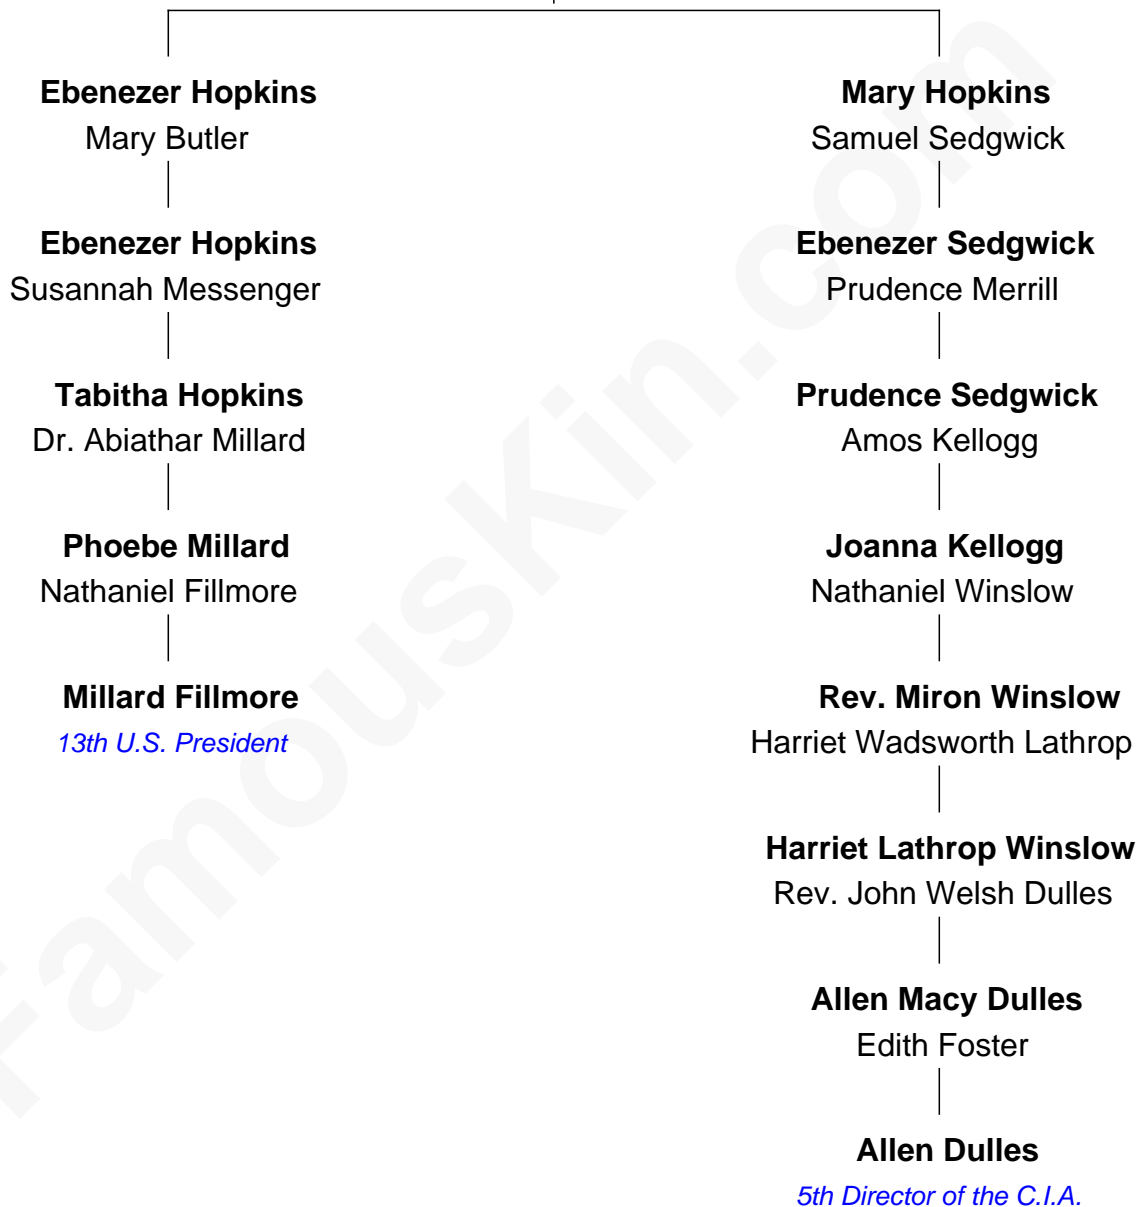 Ebenezer Hopkins
Mary Butler
Mary Hopkins
Samuel Sedgwick
Ebenezer Hopkins
Susannah Messenger
Ebenezer Sedgwick
Prudence Merrill
Tabitha Hopkins
Dr. Abiathar Millard
Prudence Sedgwick
Amos Kellogg
Phoebe Millard
Nathaniel Fillmore
Joanna Kellogg
Nathaniel Winslow
Millard Fillmore
13th U.S. President
Rev. Miron Winslow
Harriet Wadsworth Lathrop
Harriet Lathrop Winslow
Rev. John Welsh Dulles
Allen Macy Dulles
Edith Foster
Allen Dulles
5th Director of the C.I.A.
FamousKin.com